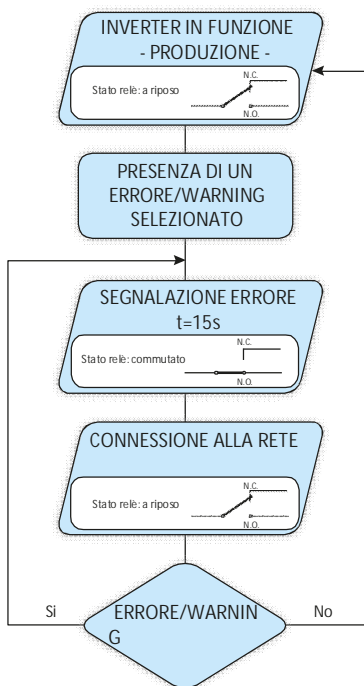 INVERTER IN FUNZIONE
- PRODUZIONE -
N.C.
Stato relè: a riposo
N.O.
PRESENZA DI UN
ERRORE/WARNING
SELEZIONATO
SEGNALAZIONE ERRORE
t=15s
N.C.
Stato relè: commutato
N.O.
CONNESSIONE ALLA RETE
N.C.
Stato relè: a riposo
N.O.
Si
ERRORE/WARNIN
G
No